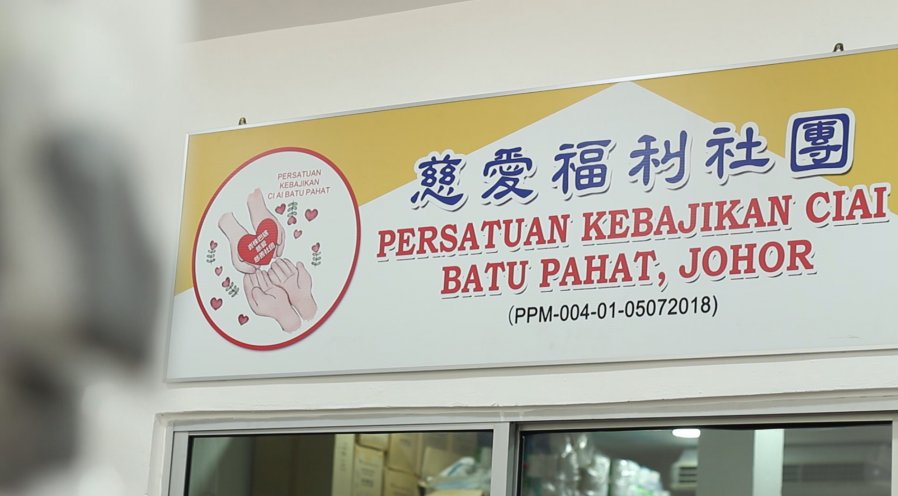 慈愛福利社團
PERSATUAN KEBAJIKAN CIAI
BATU PAHAT, JOHOR
(PPM-004-01-05072018)
PERSATUAN
KEBAJIKAN
CI AI BATU PAHAT